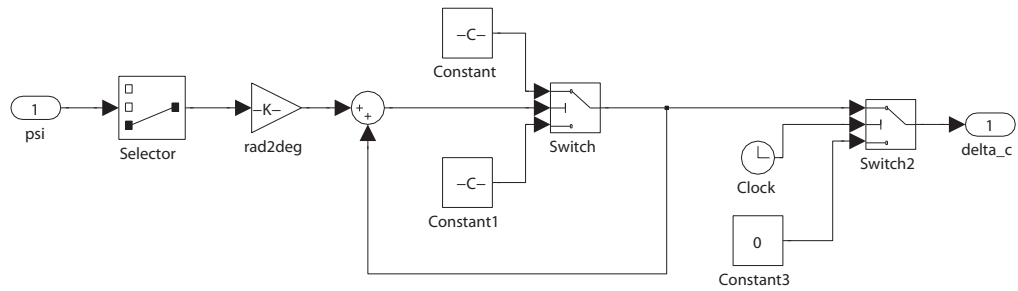 –C–
Constant
1
psi
Selector
–K–
rad2deg
+
+
Switch
–C–
Constant1
Clock
0
Constant3
Switch2
1
delta_c